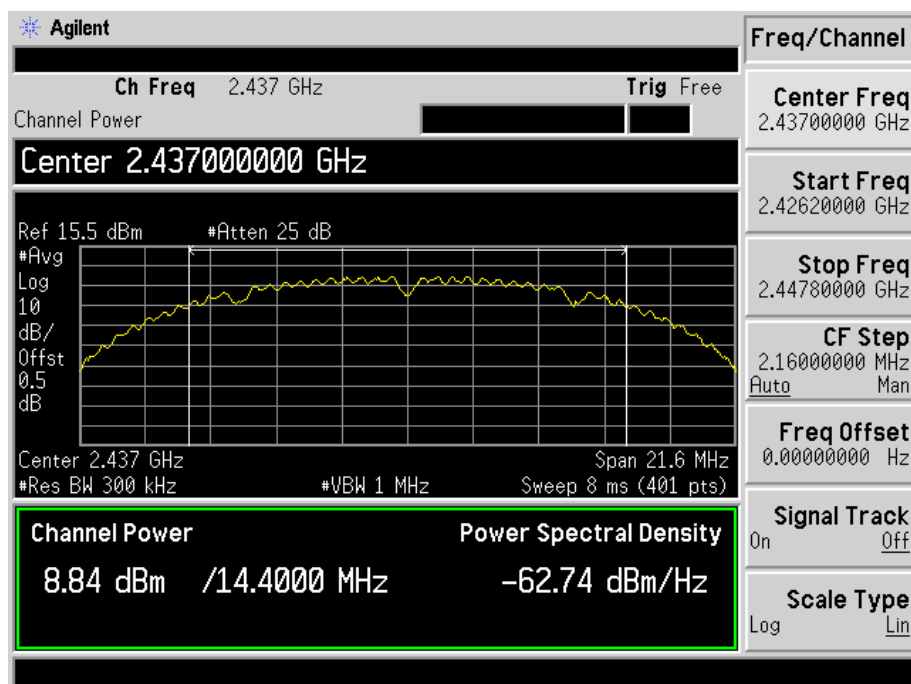 Agilent
Freq/Channel
Ch Freq 2.437 GHz Trig Free
Channel Power
Center 2.437000000 GHz
Ref 15.5 dBm #Atten 25 dB
#Avg
Log
10
dB/
Offst
0.5
dB
Center 2.437 GHz Span 21.6 MHz
#Res BW 300 kHz #VBW 1 MHz Sweep 8 ms (401 pts)
Channel Power Power Spectral Density
8.84 dBm /14.4000 MHz -62.74 dBm/Hz
Center Freq
2.43700000 GHz
Start Freq
2.42620000 GHz
Stop Freq
2.44780000 GHz
CF Step
2.16000000 MHz
Auto Man
Freq Offset
0.00000000 Hz
Signal Track
On Off
Scale Type
Log Lin